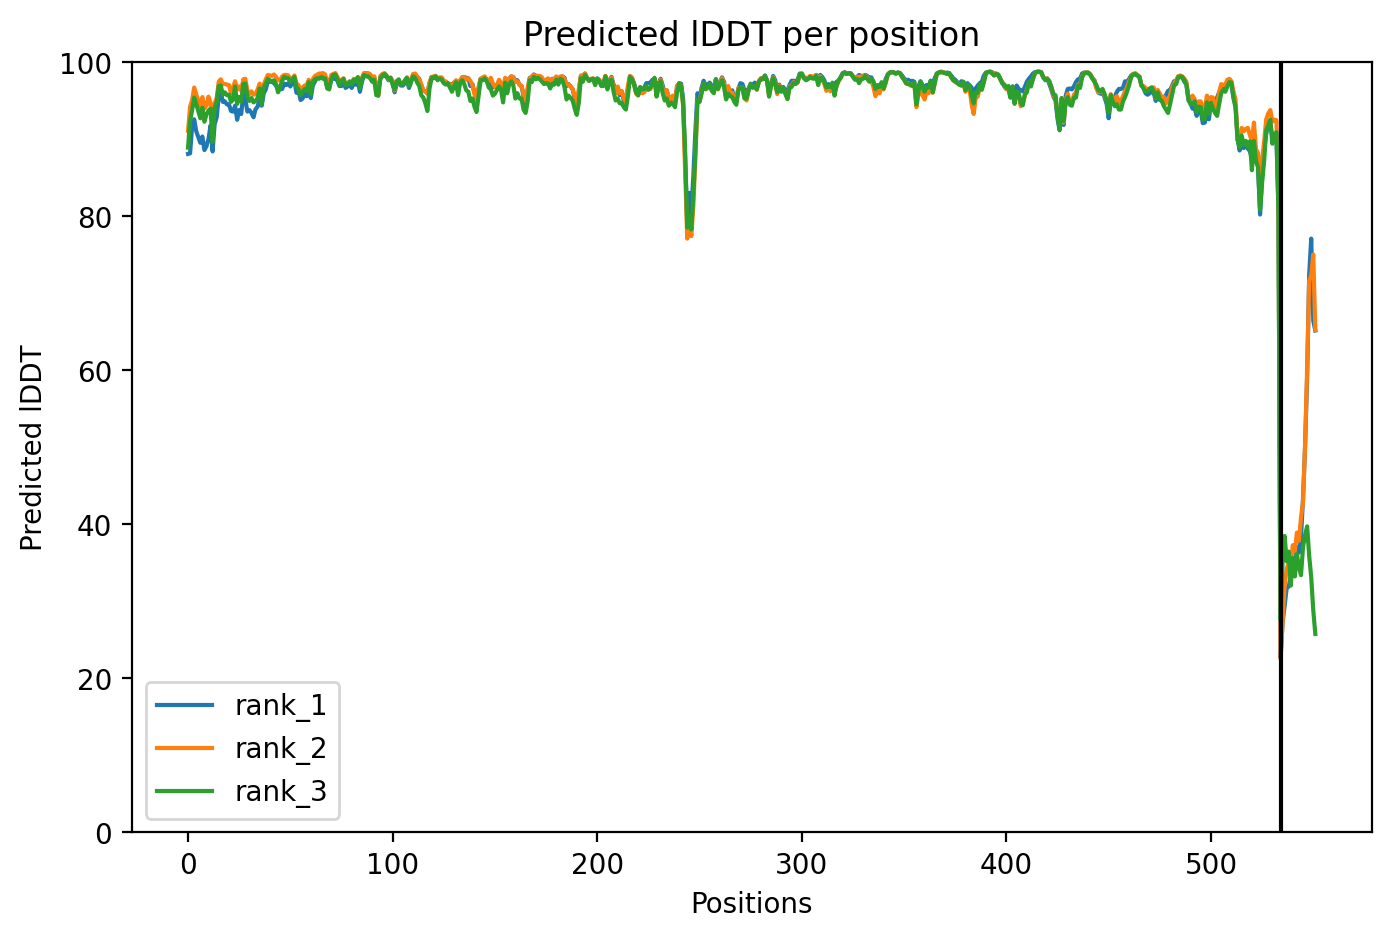 Predicted lDDT per position
100
80
60
40
20
0
Predicted lDDT
rank_1
rank_2
rank_3
0 100 200 300 400 500
Positions